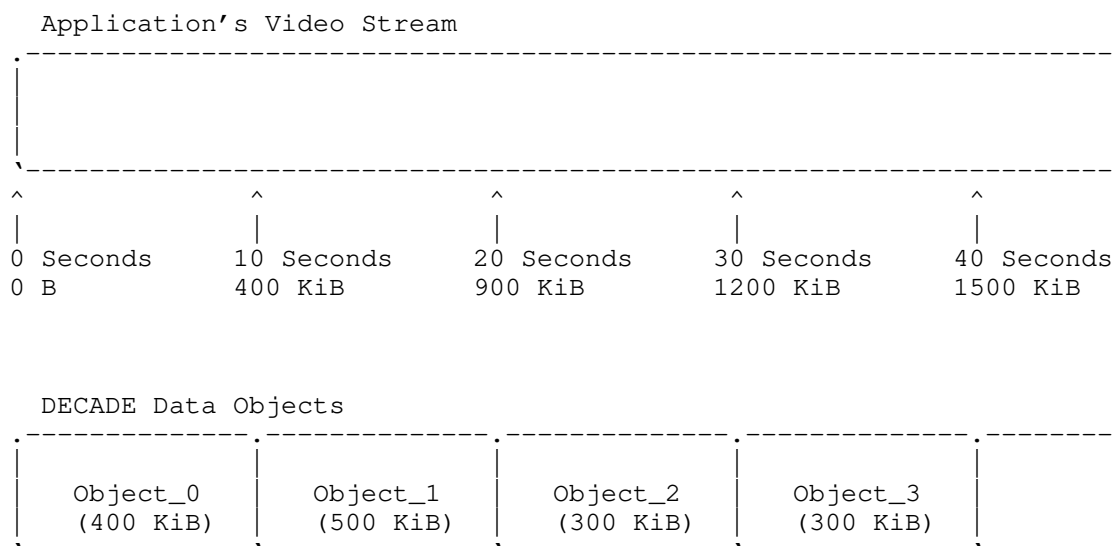 Application's Video Stream
0 Seconds 10 Seconds 20 Seconds 30 Seconds 40 Seconds
0 B 400 KiB 900 KiB 1200 KiB 1500 KiB
DECADE Data Objects
Object_0 Object_1 Object_2 Object_3
(400 KiB) (500 KiB) (300 KiB) (300 KiB)